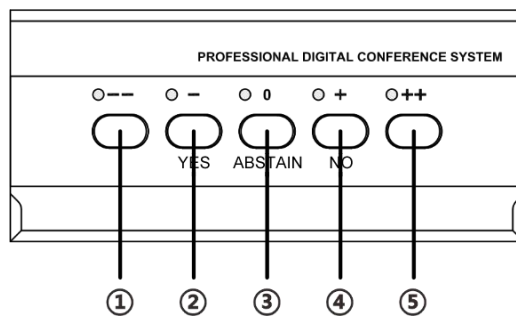 PROFESSIONAL DIGITAL CONFERENCE SYSTEM
-- - 0 + ++
YES ABSTAIN NO
① ② ③ ④ ⑤